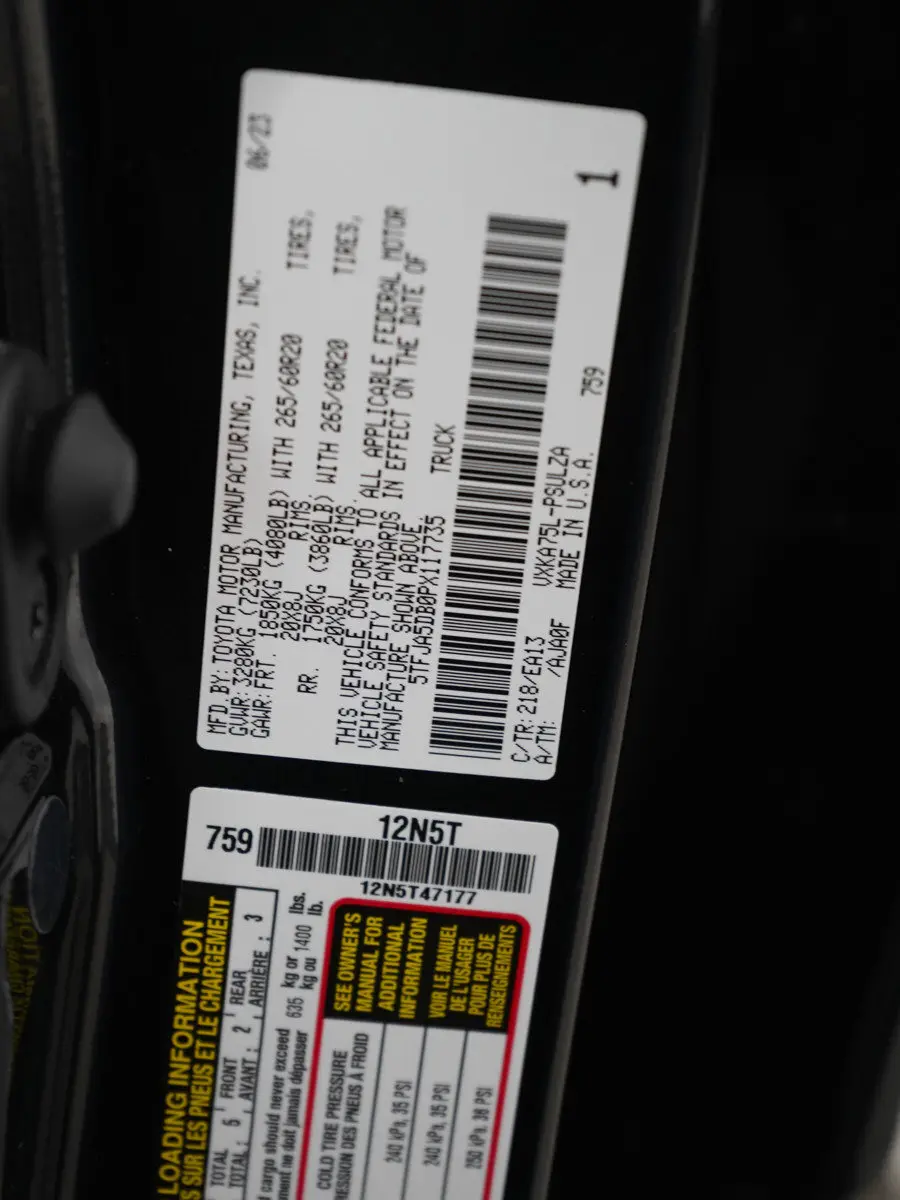 MFD.BY:TOYOTA MOTOR MANUFACTURING, TEXAS, INC. 06/23
GVWR:3280KG (7230LB)
GAWR:FRT. 1850KG (4080LB) WITH 265/60R20 TIRES,
20X8J RIMS.
RR. 1750KG (3860LB) WITH 265/60R20 TIRES,
20X8J RIMS.
THIS VEHICLE CONFORMS TO ALL APPLICABLE FEDERAL MOTOR
VEHICLE SAFETY STANDARDS IN EFFECT ON THE DATE OF
MANUFACTURE SHOWN ABOVE.
5TFJA5DB0PX117735 TRUCK
1
C/TR:218/EA13 VXKA75L-PSULZA 759
A/TM: /AJA0F MADE IN U.S.A.
759 12N5T
12N5T47177
LOADING INFORMATION
SUR LES PNEUS ET LE CHARGEMENT
TOTAL 5 FRONT 2 REAR 3
TOTAL : AVANT : ARRIÈRE :
cargo should never exceed 635 kg or 1400 lbs.
ne doit jamais dépasser kg ou lb.
COLD TIRE PRESSURE
DES PNEUS À FROID
240 kPa, 35 PSI
240 kPa, 35 PSI
250 kPa, 38 PSI
SEE OWNER'S
MANUAL FOR
ADDITIONAL
INFORMATION
VOIR LE MANUEL
DE L'USAGER
POUR PLUS DE
RENSEIGNEMENTS